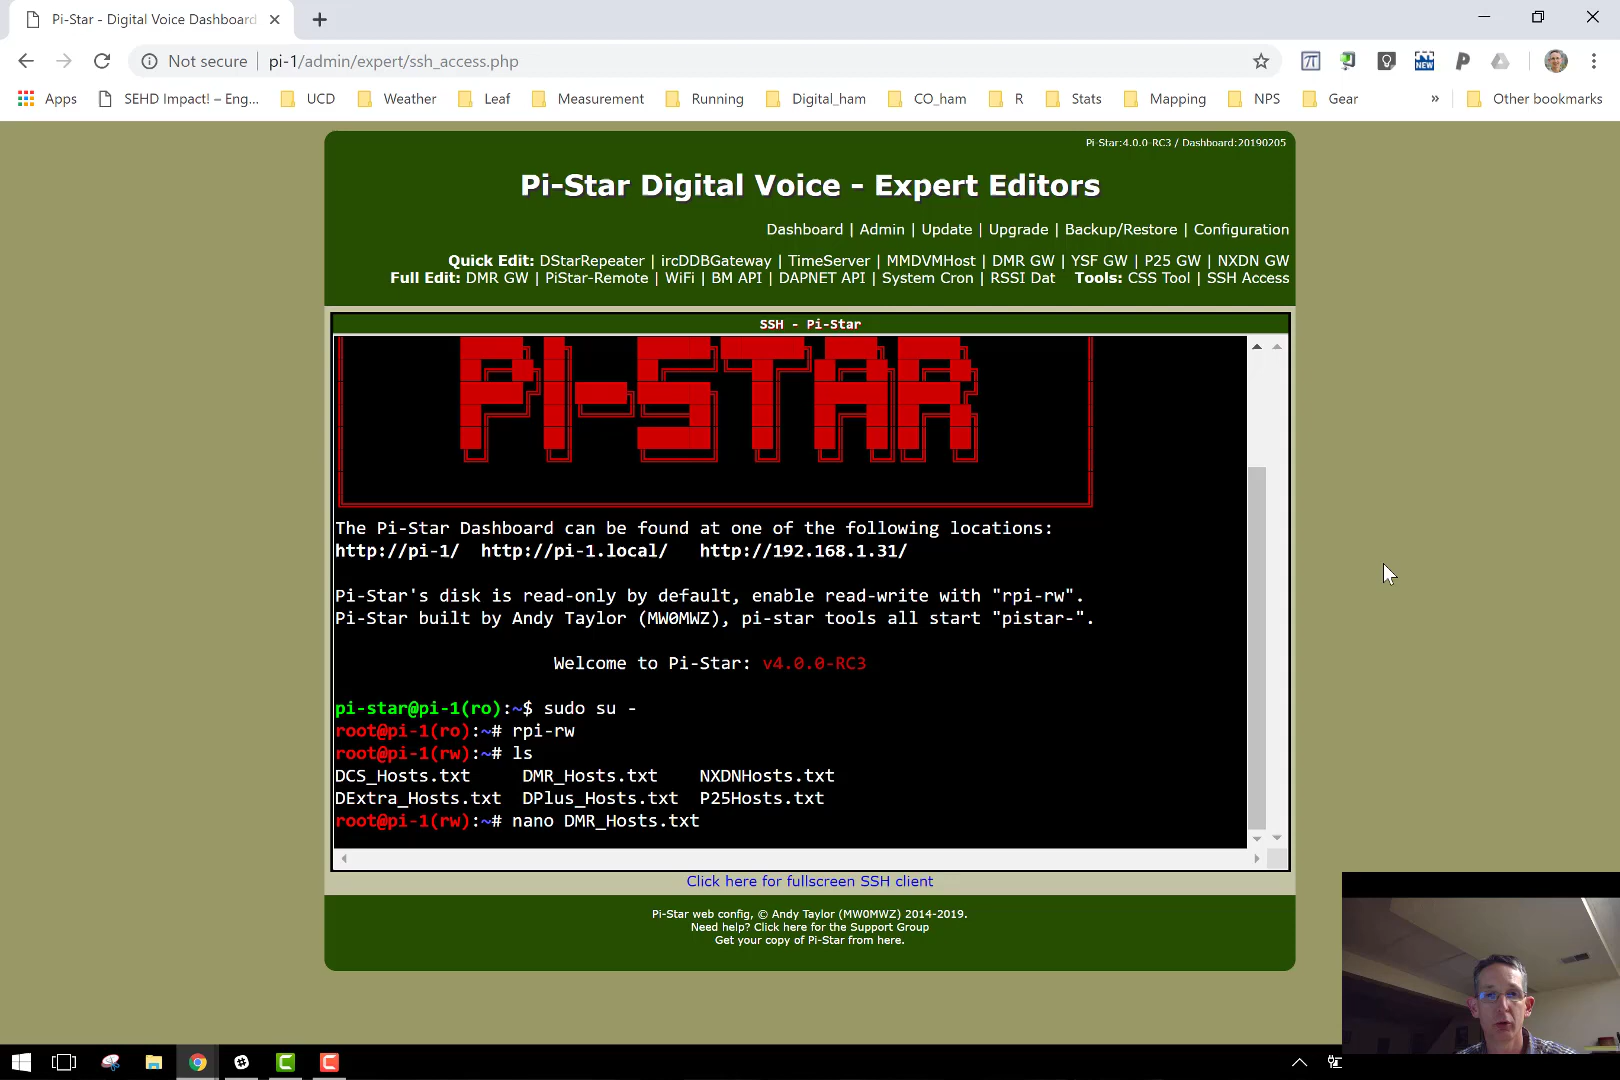 Pi-Star - Digital Voice Dashboard
Not secure | pi-1/admin/expert/ssh_access.php
NEW
Apps SEHD Impact! – Eng... UCD Weather Leaf Measurement Running Digital_ham CO_ham R Stats Mapping NPS Gear » Other bookmarks
Pi-Star:4.0.0-RC3 / Dashboard:20190205
Pi-Star Digital Voice - Expert Editors
Dashboard | Admin | Update | Upgrade | Backup/Restore | Configuration
Quick Edit: DStarRepeater | ircDDBGateway | TimeServer | MMDVMHost | DMR GW | YSF GW | P25 GW | NXDN GW
Full Edit: DMR GW | PiStar-Remote | WiFi | BM API | DAPNET API | System Cron | RSSI Dat Tools: CSS Tool | SSH Access
SSH - Pi-Star
PI-STAR
The Pi-Star Dashboard can be found at one of the following locations:
http://pi-1/ http://pi-1.local/ http://192.168.1.31/
Pi-Star's disk is read-only by default, enable read-write with "rpi-rw".
Pi-Star built by Andy Taylor (MW0MWZ), pi-star tools all start "pistar-".
Welcome to Pi-Star: v4.0.0-RC3
pi-star@pi-1(ro):~$ sudo su -
root@pi-1(ro):~# rpi-rw
root@pi-1(rw):~# ls
DCS_Hosts.txt DMR_Hosts.txt NXDNHosts.txt
DExtra_Hosts.txt DPlus_Hosts.txt P25Hosts.txt
root@pi-1(rw):~# nano DMR_Hosts.txt
Click here for fullscreen SSH client
Pi-Star web config, © Andy Taylor (MW0MWZ) 2014-2019.
Need help? Click here for the Support Group
Get your copy of Pi-Star from here.